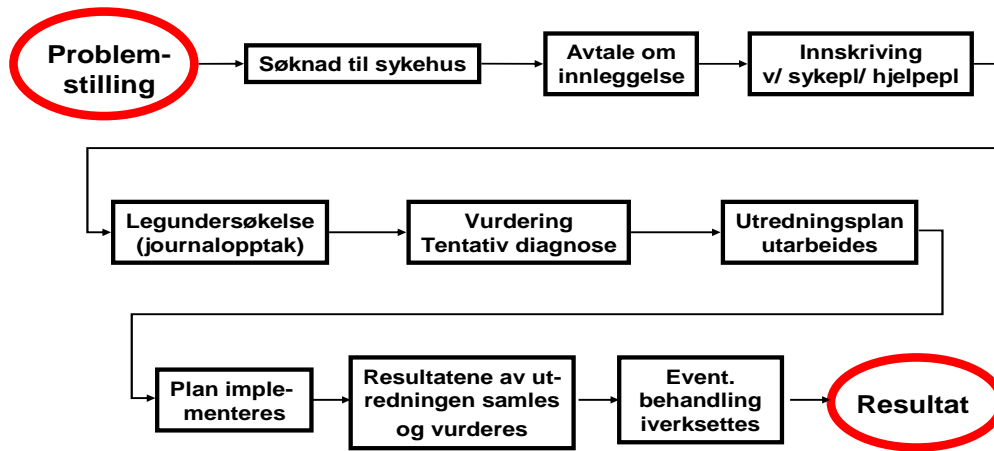 Problem-
stilling
Søknad til sykehus
Avtale om
innleggelse
Innskriving
v/ sykepl/ hjelpepl
Legundersøkelse
(journalopptak)
Vurdering
Tentativ diagnose
Utredningsplan
utarbeides
Plan imple-
menteres
Resultatene av ut-
redningen samles
og vurderes
Event.
behandling
iverksettes
Resultat